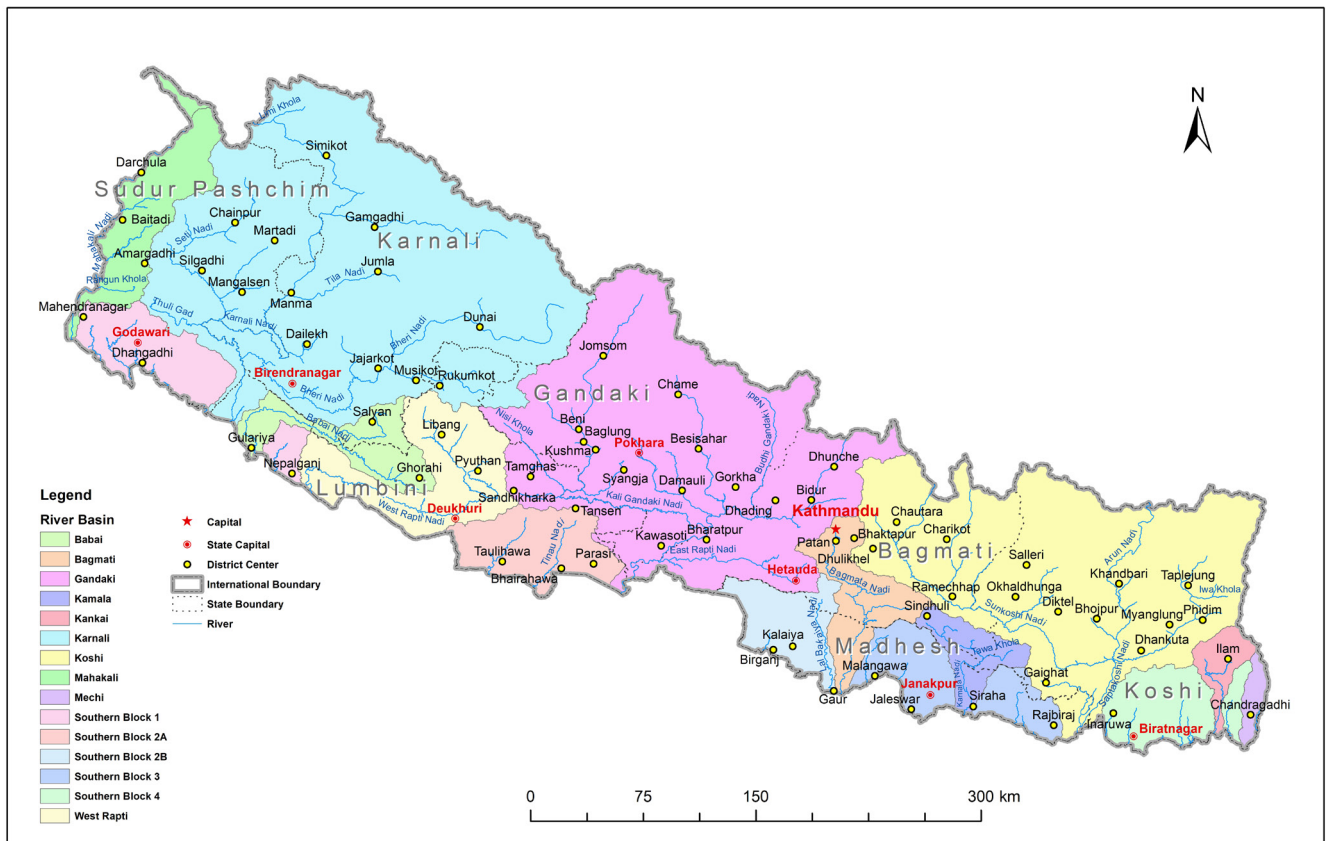 N
Limi Khola
Simikot
Darchula
Sudur Pashchim
Mahakali Nadi
Baitadi
Chainpur
Gamgadhi
Martadi
Karnali
Seti Nadi
Amargadhi
Silgadhi
Jumla
Tila Nadi
Rangun Khola
Mangalsen
Manma
Mahendranagar
Thuli Gad
Karnali Nadi
Godawari
Dhangadhi
Dailekh
Bheri Nadi
Dunai
Jomsom
Jajarkot
Musikot
Rukumkot
Birendranagar
Bheri Nadi
Gandaki
Chame
Budhi Gandaki Nadi
Salyan
Babai Nadi
Libang
Nisi Khola
Beni
Baglung
Pokhara
Besisahar
Gulariya
Kushma
Dhunche
Nepalganj
Ghorahi
Pyuthan
Tamghas
Syangja
Damauli
Gorkha
Lumbini
Sandhikharka
Kali Gandaki Nadi
Dhading
Bidur
West Rapti Nadi
Deukhuri
Tansen
Kathmandu
Chautara
Taulihawa
Tinau Nadi
Parasi
Kawasoti
Bharatpur
Patan
Bhaktapur
Charikot
Bhairahawa
East Rapti Nadi
Dhulikhel
Bagmati
Salleri
Arun Nadi
Hetauda
Bagmata Nadi
Ramechhap
Okhaldhunga
Khandbari
Taplejung
Iwa Khola
Sindhuli
Sunkoshi Nadi
Diktel
Bhojpur
Myanglung
Phidim
Kalaiya
Birganj
Madhesh
Tawa Khola
Dhankuta
Ilam
Malangawa
Kamala Nadi
Gaighat
Saptakoshi Nadi
Koshi
Gaur
Jaleswar
Janakpur
Siraha
Rajbiraj
Inaruwa
Biratnagar
Chandragadhi
Legend
River Basin
Babai
Bagmati
Gandaki
Kamala
Kankai
Karnali
Koshi
Mahakali
Mechi
Southern Block 1
Southern Block 2A
Southern Block 2B
Southern Block 3
Southern Block 4
West Rapti
Capital
State Capital
District Center
International Boundary
State Boundary
River
0 75 150 300 km